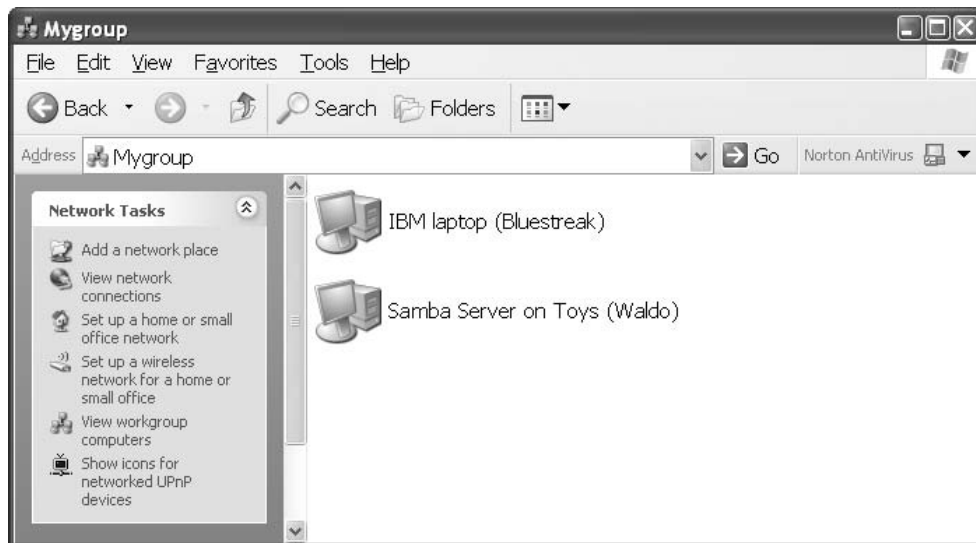 Mygroup
File Edit View Favorites Tools Help
Back Search Folders
Address Mygroup Go Norton AntiVirus
Network Tasks
Add a network place
View network
connections
Set up a home or small
office network
Set up a wireless
network for a home or
small office
View workgroup
computers
Show icons for
networked UPnP
devices
IBM laptop (Bluestreak)
Samba Server on Toys (Waldo)